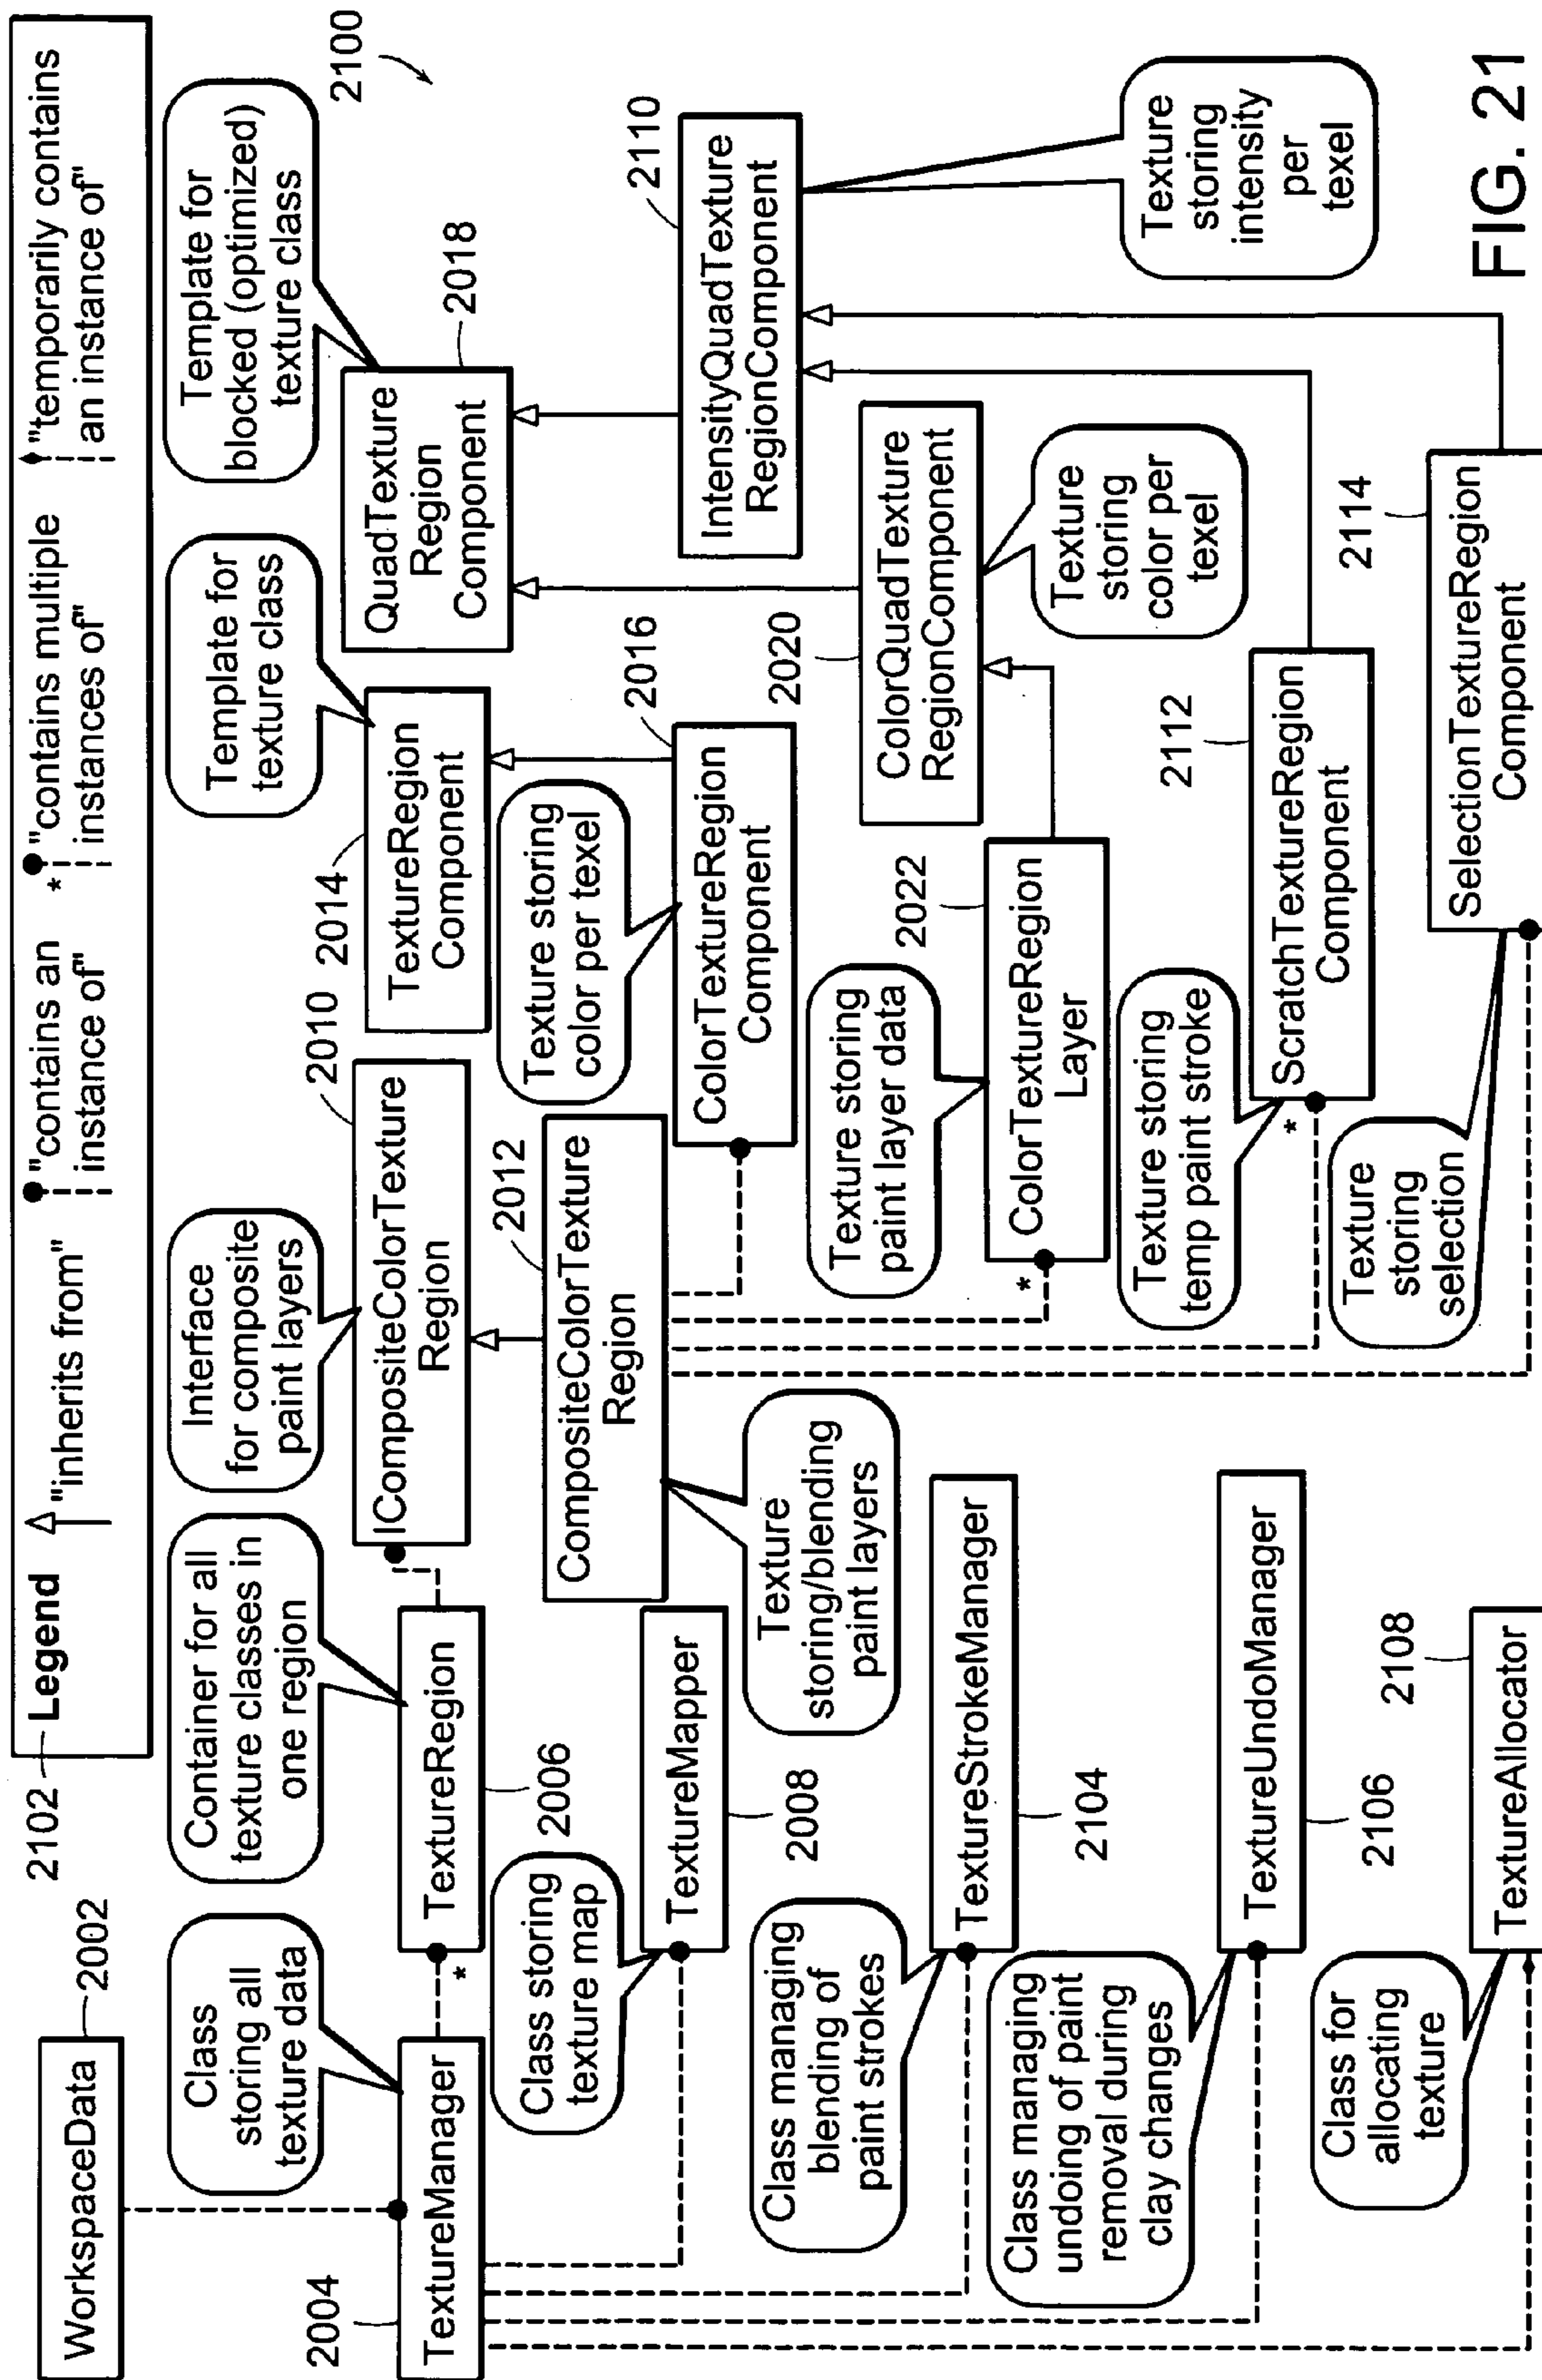 2102
Legend
"inherits from"
"contains an
instance of"
*
"contains multiple
instances of"
"temporarily contains
an instance of"
2100
WorkspaceData
2002
Class
storing all
texture data
2004
TextureManager
Container for all
texture classes in
one region
*
TextureRegion
2006
Class storing
texture map
TextureMapper
2008
Class managing
blending of
paint strokes
TextureStrokeManager
2104
Class managing
undoing of paint
removal during
clay changes
TextureUndoManager
2106
Class for
allocating
texture
TextureAllocator
2108
Interface
for composite
paint layers
ICompositeColorTexture
Region
2010
CompositeColorTexture
Region
2012
Texture
storing/blending
paint layers
Template for
texture class
2014
TextureRegion
Component
Texture storing
color per texel
2016
ColorTextureRegion
Component
Texture storing
paint layer data
*
ColorTextureRegion
Layer
2022
Texture storing
temp paint stroke
*
ScratchTextureRegion
Component
2112
Texture
storing
selection
SelectionTextureRegion
Component
2114
Template for
blocked (optimized)
texture class
QuadTexture
Region
Component
2018
2020
ColorQuadTexture
RegionComponent
Texture
storing
color per
texel
IntensityQuadTexture
RegionComponent
2110
Texture
storing
intensity
per
texel
FIG. 21